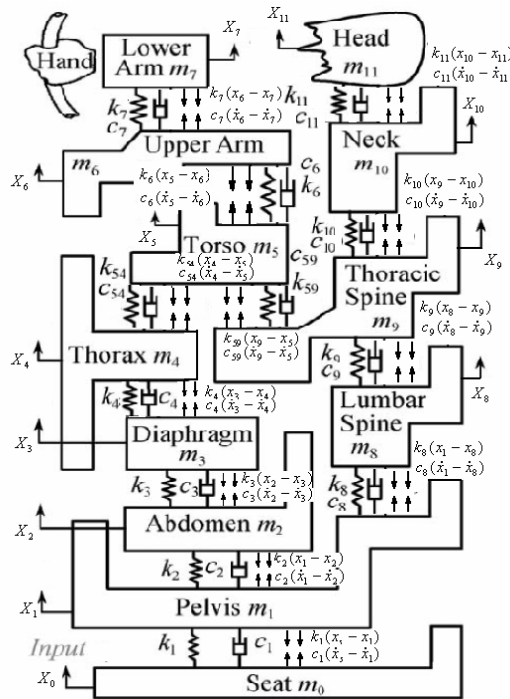 X₇
X₁₁
Lower
Arm m₇
Hand
Head
m₁₁
k₁₁(x₁₀ − x₁₁)
c₁₁(ẋ₁₀ − ẋ₁₁)
k₇
c₇
k₇(x₆ − x₇)
c₇(ẋ₆ − ẋ₇)
k₁₁
c₁₁
X₁₀
Neck
m₁₀
Upper Arm
m₆
X₆
k₆(x₅ − x₆)
c₆(ẋ₅ − ẋ₆)
c₆
k₆
k₁₀(x₉ − x₁₀)
c₁₀(ẋ₉ − ẋ₁₀)
X₅
k₁₀
c₁₀
Torso m₅
k₅₄(x₄ − x₅)
c₅₄(ẋ₄ − ẋ₅)
k₅₄
c₅₄
c₅₉
k₅₉
X₉
Thoracic
Spine
m₉
k₉(x₈ − x₉)
c₉(ẋ₈ − ẋ₉)
k₅₉(x₉ − x₅)
c₅₉(ẋ₉ − ẋ₅)
X₄
Thorax m₄
k₉
c₉
X₈
k₄
c₄
k₄(x₃ − x₄)
c₄(ẋ₃ − ẋ₄)
Lumbar
Spine
m₈
X₃
Diaphragm
m₃
k₈(x₁ − x₈)
c₈(ẋ₁ − ẋ₈)
k₃
c₃
k₃(x₂ − x₃)
c₃(ẋ₂ − ẋ₃)
k₈
c₈
X₂
Abdomen m₂
k₂
c₂
k₂(x₁ − x₂)
c₂(ẋ₁ − ẋ₂)
X₁
Pelvis m₁
Input
k₁
c₁
k₁(xₛ − x₁)
c₁(ẋₛ − ẋ₁)
X₀
Seat m₀